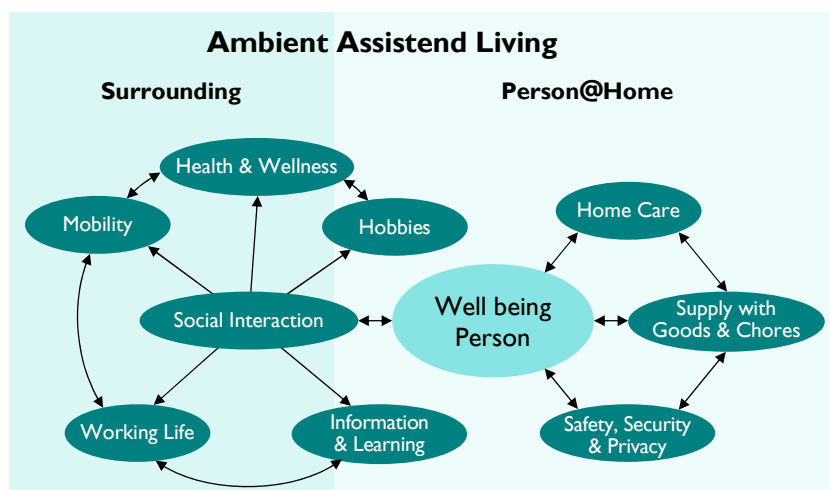 Ambient Assistend Living
Surrounding
Person@Home
Health & Wellness
Mobility
Hobbies
Home Care
Social Interaction
Well being
Person
Supply with
Goods & Chores
Working Life
Information
& Learning
Safety, Security
& Privacy